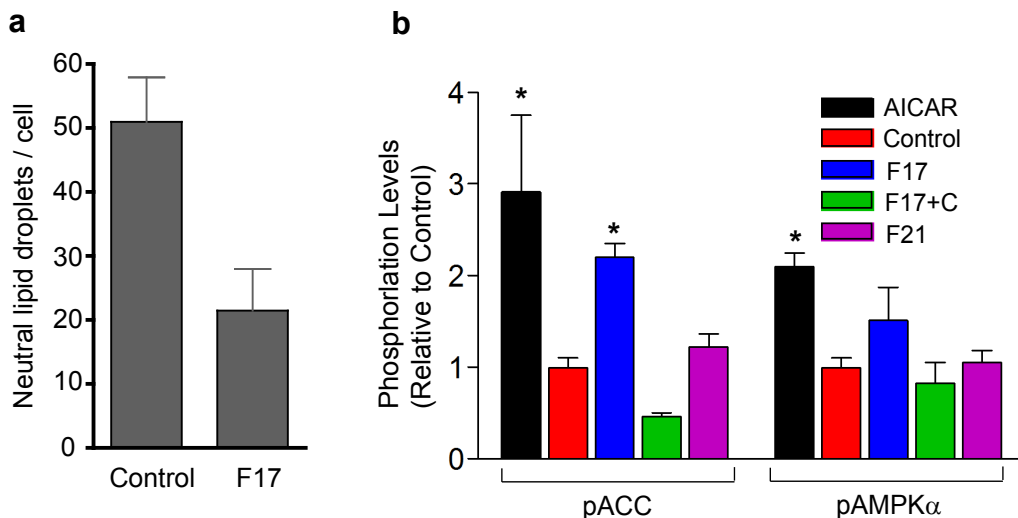 a
Neutral lipid droplets / cell
60
50
40
30
20
10
0
Control
F17
b
Phosphorlation Levels
(Relative to Control)
4
3
2
1
0
*
*
*
AICAR
Control
F17
F17+C
F21
pACC
pAMPKα